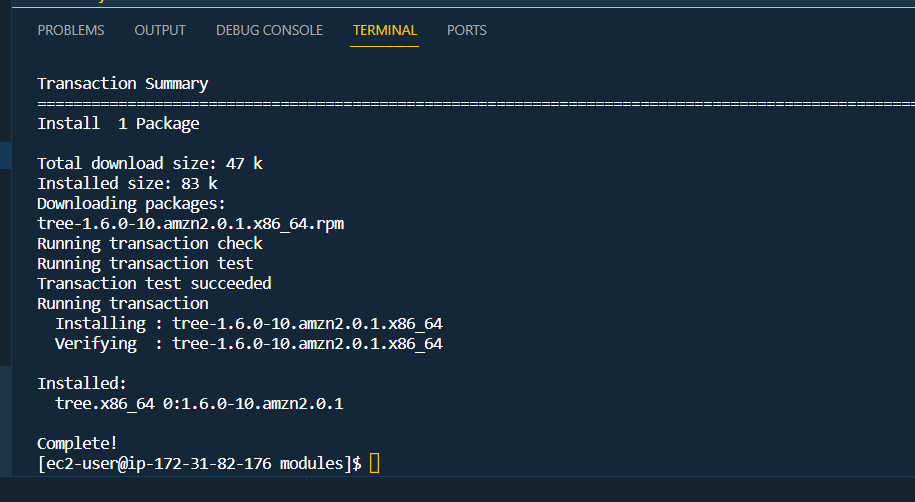 PROBLEMS OUTPUT DEBUG CONSOLE TERMINAL PORTS
Transaction Summary
================================================================================================
Install  1 Package
Total download size: 47 k
Installed size: 83 k
Downloading packages:
tree-1.6.0-10.amzn2.0.1.x86_64.rpm
Running transaction check
Running transaction test
Transaction test succeeded
Running transaction
  Installing : tree-1.6.0-10.amzn2.0.1.x86_64
  Verifying  : tree-1.6.0-10.amzn2.0.1.x86_64
Installed:
  tree.x86_64 0:1.6.0-10.amzn2.0.1
Complete!
[ec2-user@ip-172-31-82-176 modules]$